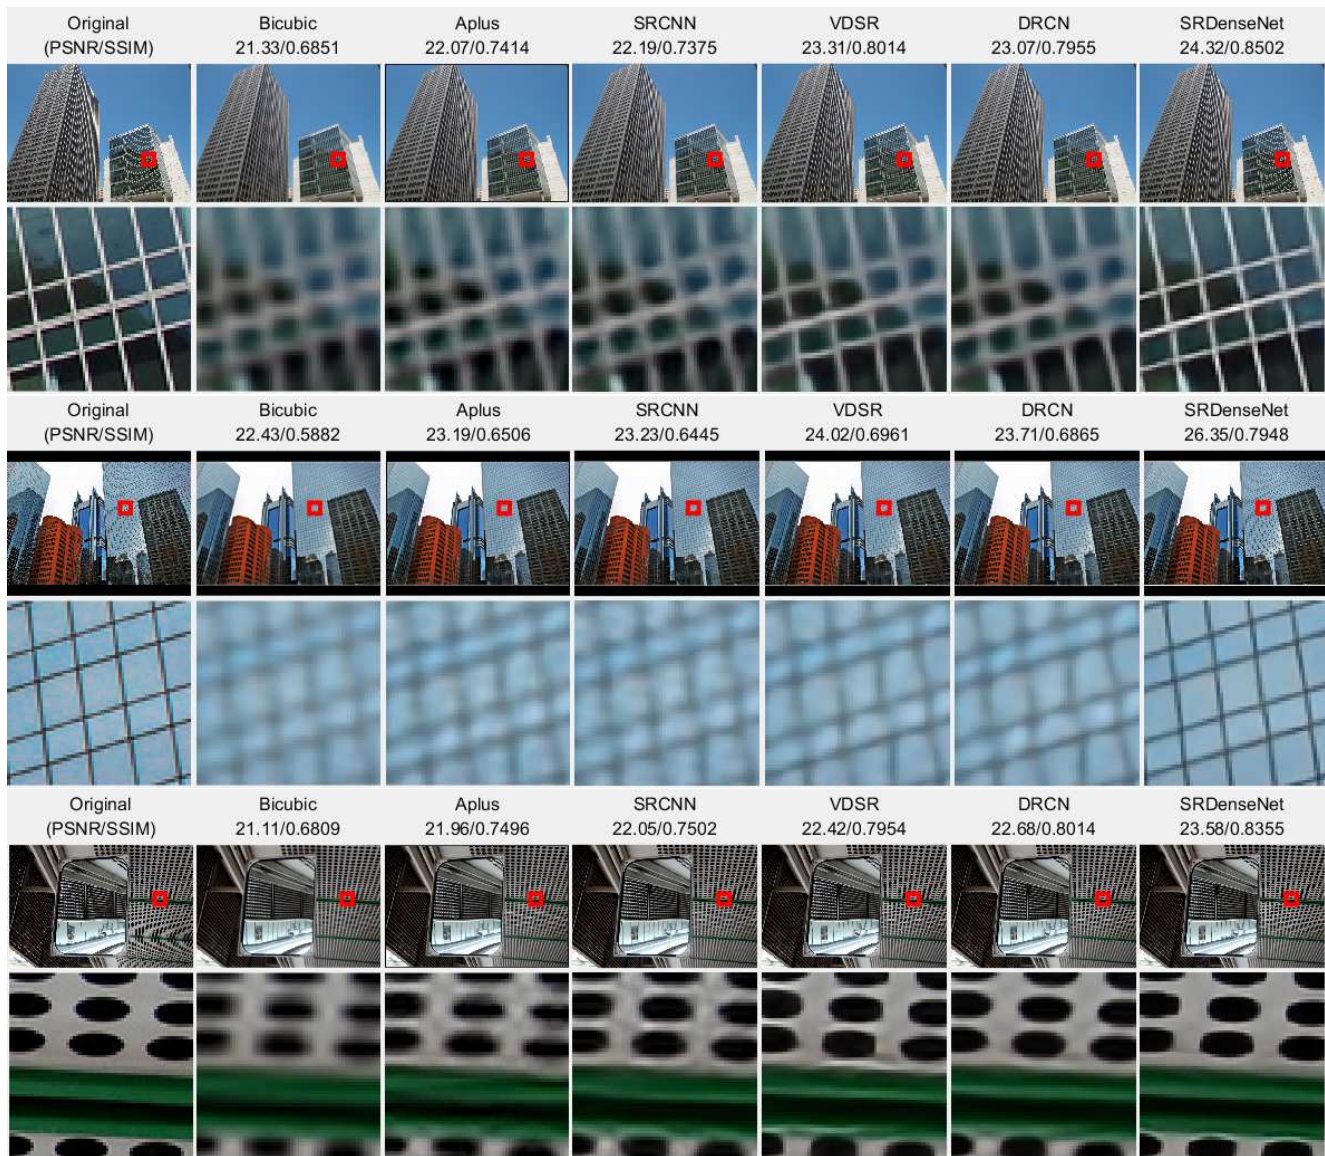 Original Bicubic Aplus SRCNN VDSR DRCN SRDenseNet
(PSNR/SSIM) 21.33/0.6851 22.07/0.7414 22.19/0.7375 23.31/0.8014 23.07/0.7955 24.32/0.8502
Original Bicubic Aplus SRCNN VDSR DRCN SRDenseNet
(PSNR/SSIM) 22.43/0.5882 23.19/0.6506 23.23/0.6445 24.02/0.6961 23.71/0.6865 26.35/0.7948
Original Bicubic Aplus SRCNN VDSR DRCN SRDenseNet
(PSNR/SSIM) 21.11/0.6809 21.96/0.7496 22.05/0.7502 22.42/0.7954 22.68/0.8014 23.58/0.8355